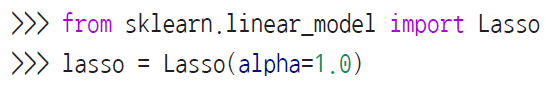 >>> from sklearn.linear_model import Lasso
>>> lasso = Lasso(alpha=1.0)